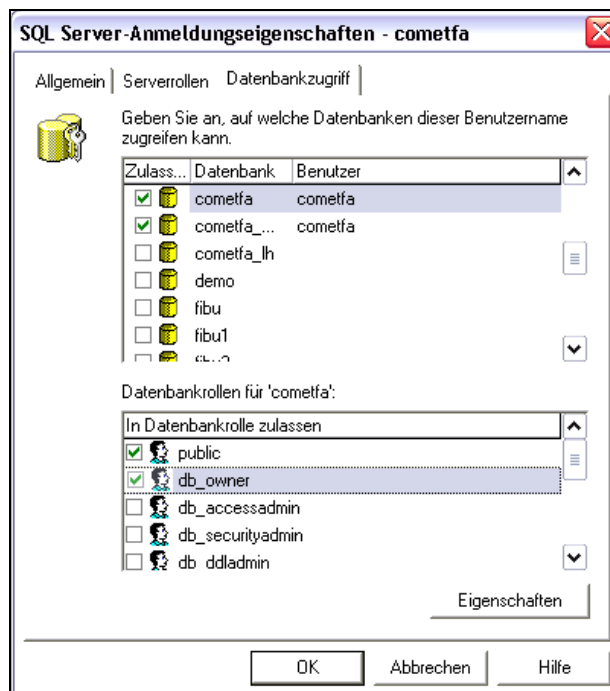 SQL Server-Anmeldungseigenschaften - cometfa
Allgemein Serverrollen Datenbankzugriff
Geben Sie an, auf welche Datenbanken dieser Benutzername
zugreifen kann.
Zulass... Datenbank Benutzer
cometfa cometfa
cometfa_... cometfa
cometfa_lh
demo
fibu
fibu1
Datenbankrollen für 'cometfa':
In Datenbankrolle zulassen
public
db_owner
db_accessadmin
db_securityadmin
db_ddladmin
Eigenschaften
OK Abbrechen Hilfe